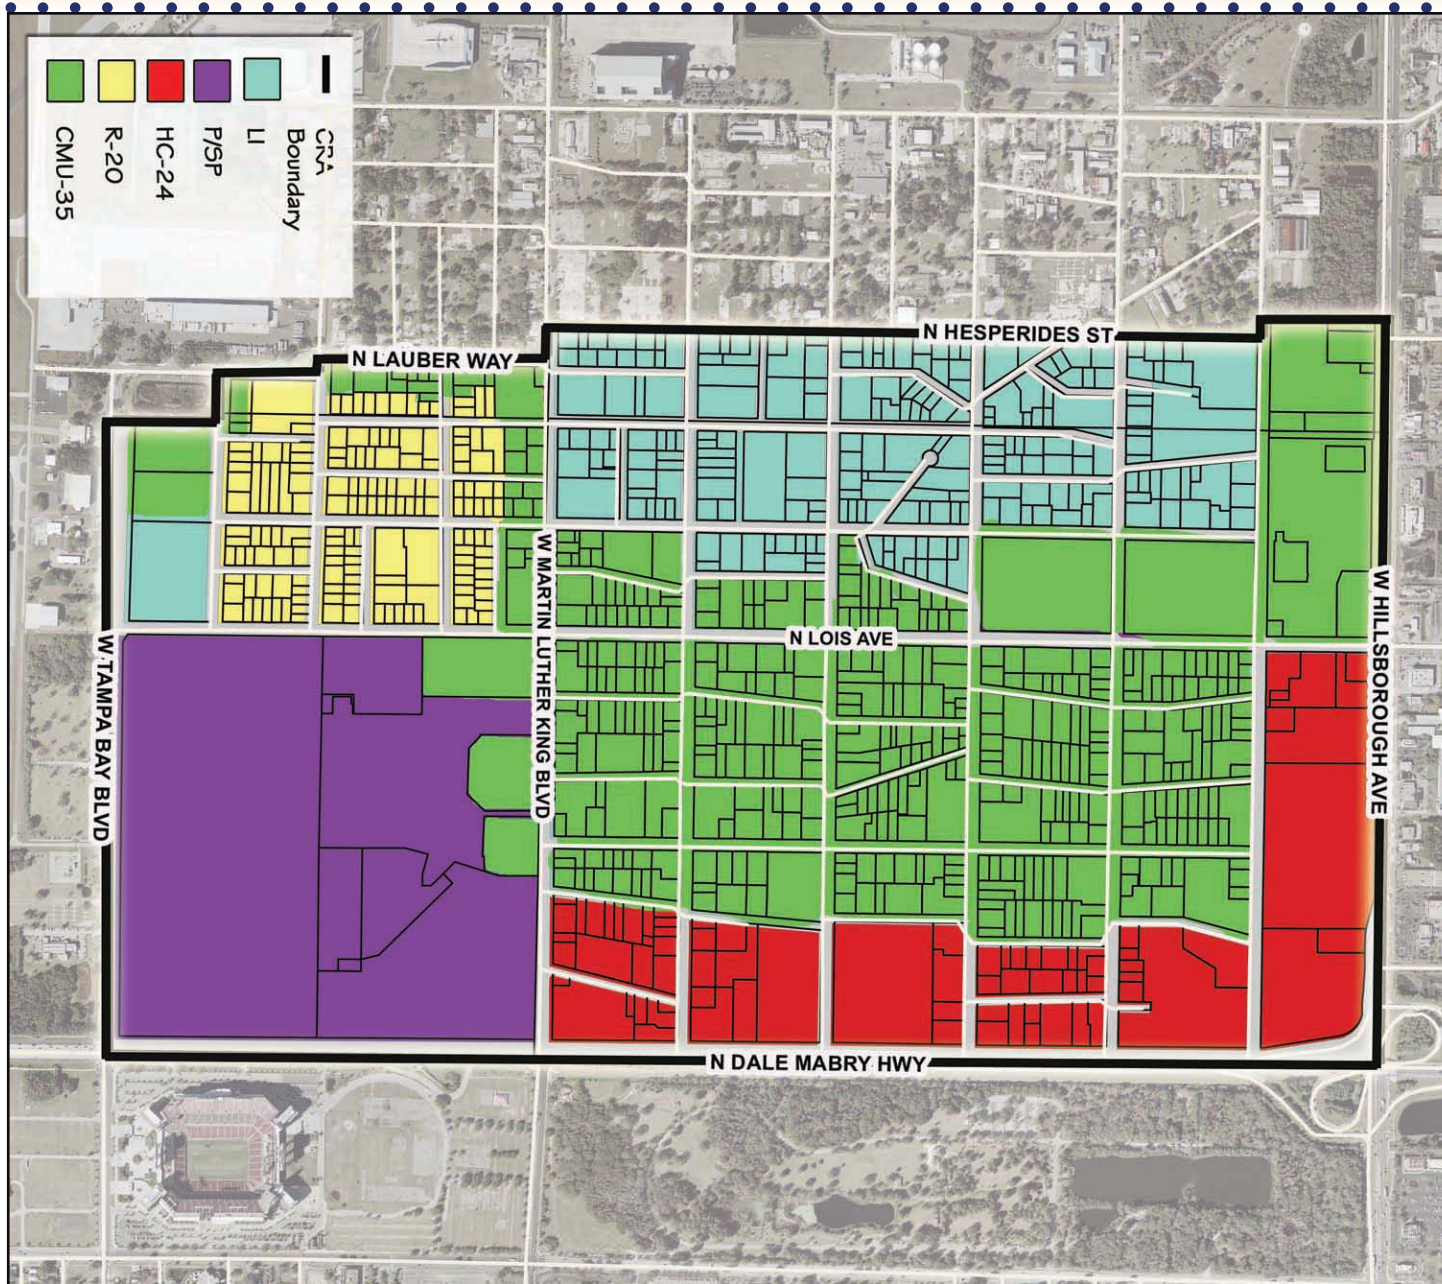 CRA
Boundary
LI
P/SP
HC-24
R-20
CMU-35
N HESPERIDES ST
N LAUBER WAY
W MARTIN LUTHER KING BLVD
N LOIS AVE
W HILLSBOROUGH AVE
W TAMPA BAY BLVD
N DALE MABRY HWY